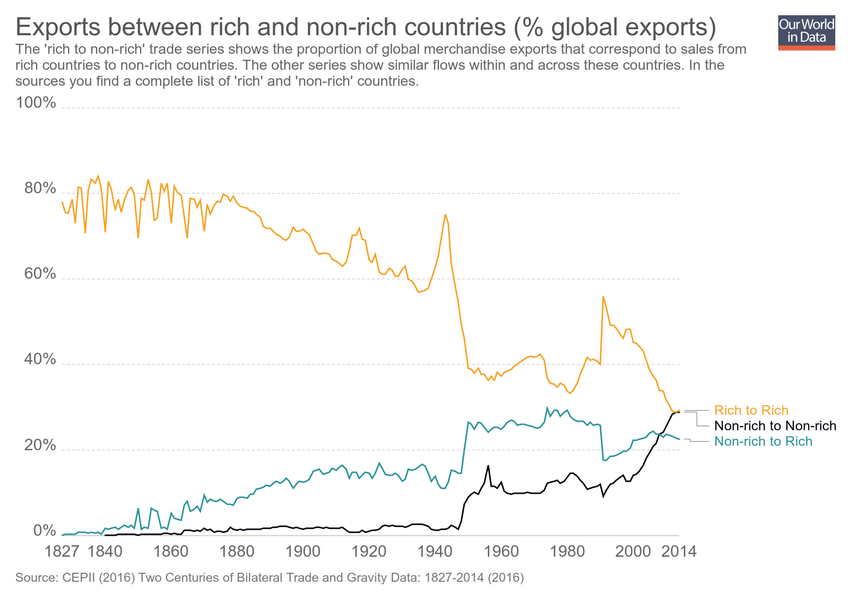 Exports between rich and non-rich countries (% global exports)
Our World
in Data
The 'rich to non-rich' trade series shows the proportion of global merchandise exports that correspond to sales from
rich countries to non-rich countries. The other series show similar flows within and across these countries. In the
sources you find a complete list of 'rich' and 'non-rich' countries.
100%
80%
60%
40%
20%
0%
Rich to Rich
Non-rich to Non-rich
Non-rich to Rich
1827 1840 1860 1880 1900 1920 1940 1960 1980 2000 2014
Source: CEPII (2016) Two Centuries of Bilateral Trade and Gravity Data: 1827-2014 (2016)